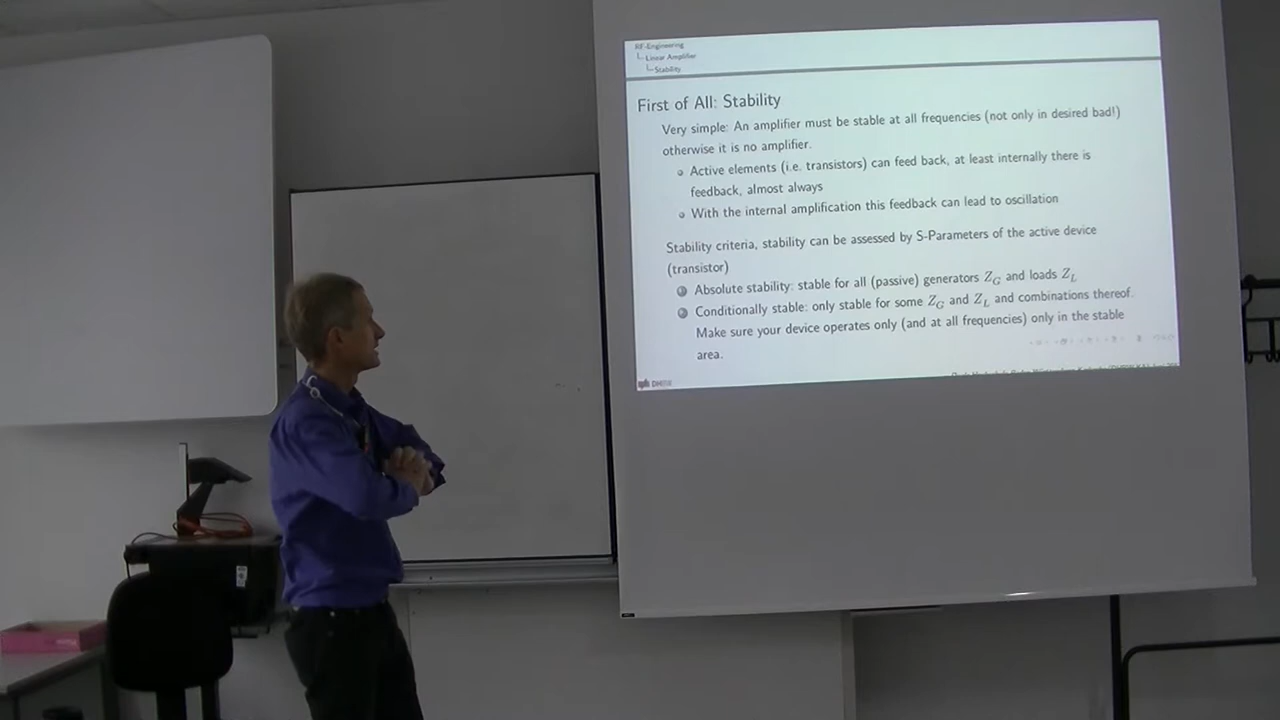 RF-Engineering
Linear Amplifier
Stability
First of All: Stability
Very simple: An amplifier must be stable at all frequencies (not only in desired bad!)
otherwise it is no amplifier.
Active elements (i.e. transistors) can feed back, at least internally there is
feedback, almost always
With the internal amplification this feedback can lead to oscillation
Stability criteria, stability can be assessed by S-Parameters of the active device
(transistor)
1 Absolute stability: stable for all (passive) generators Z_G and loads Z_L
2 Conditionally stable: only stable for some Z_G and Z_L and combinations thereof.
Make sure your device operates only (and at all frequencies) only in the stable
area.